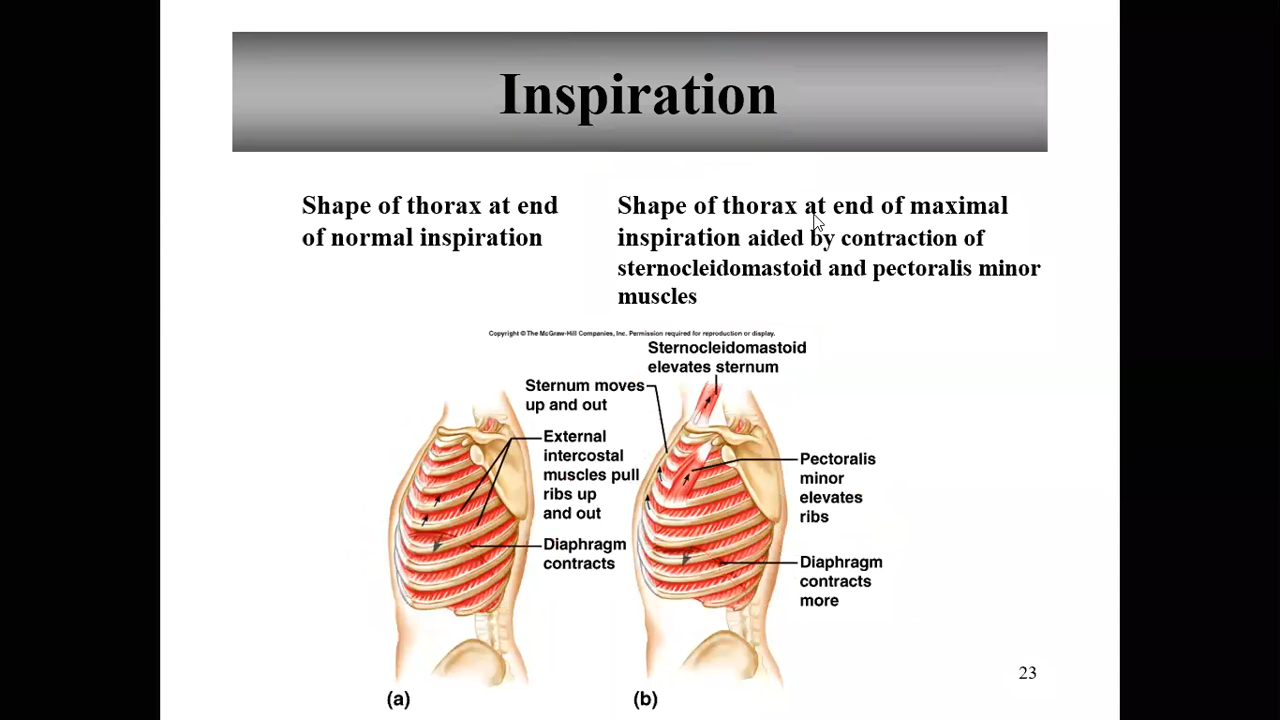 Inspiration
Shape of thorax at end
of normal inspiration
Shape of thorax at end of maximal
inspiration aided by contraction of
sternocleidomastoid and pectoralis minor
muscles
Copyright © The McGraw-Hill Companies, Inc. Permission required for reproduction or display.
Sternocleidomastoid
elevates sternum
Sternum moves
up and out
External
intercostal
muscles pull
ribs up
and out
Diaphragm
contracts
Pectoralis
minor
elevates
ribs
Diaphragm
contracts
more
(a)
(b)
23